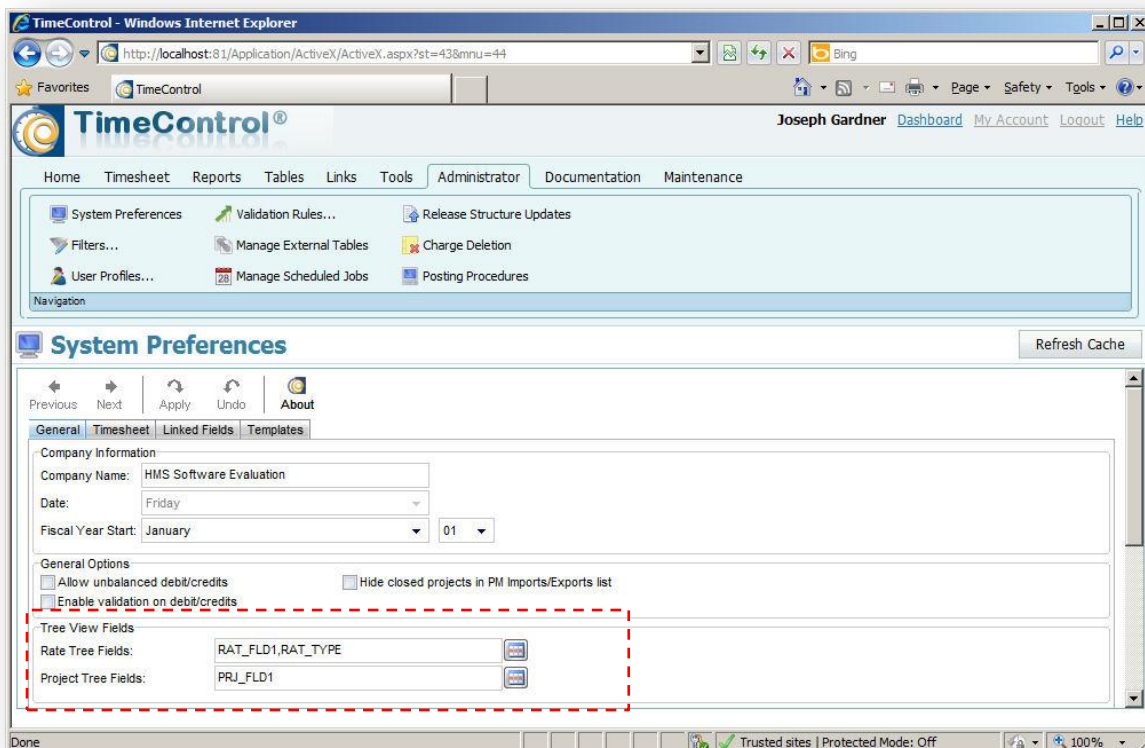 TimeControl - Windows Internet Explorer
http://localhost:81/Application/ActiveX/ActiveX.aspx?st=43&mnu=44
Bing
Favorites TimeControl Page Safety Tools
TimeControl® Joseph Gardner Dashboard My Account Logout Help
Home Timesheet Reports Tables Links Tools Administrator Documentation Maintenance
System Preferences Validation Rules... Release Structure Updates
Filters... Manage External Tables Charge Deletion
User Profiles... 28 Manage Scheduled Jobs Posting Procedures
Navigation
System Preferences Refresh Cache
Previous Next Apply Undo About
General Timesheet Linked Fields Templates
Company Information
Company Name: HMS Software Evaluation
Date: Friday
Fiscal Year Start: January 01
General Options
Allow unbalanced debit/credits Hide closed projects in PM Imports/Exports list
Enable validation on debit/credits
Tree View Fields
Rate Tree Fields: RAT_FLD1,RAT_TYPE
Project Tree Fields: PRJ_FLD1
Done Trusted sites | Protected Mode: Off 100%